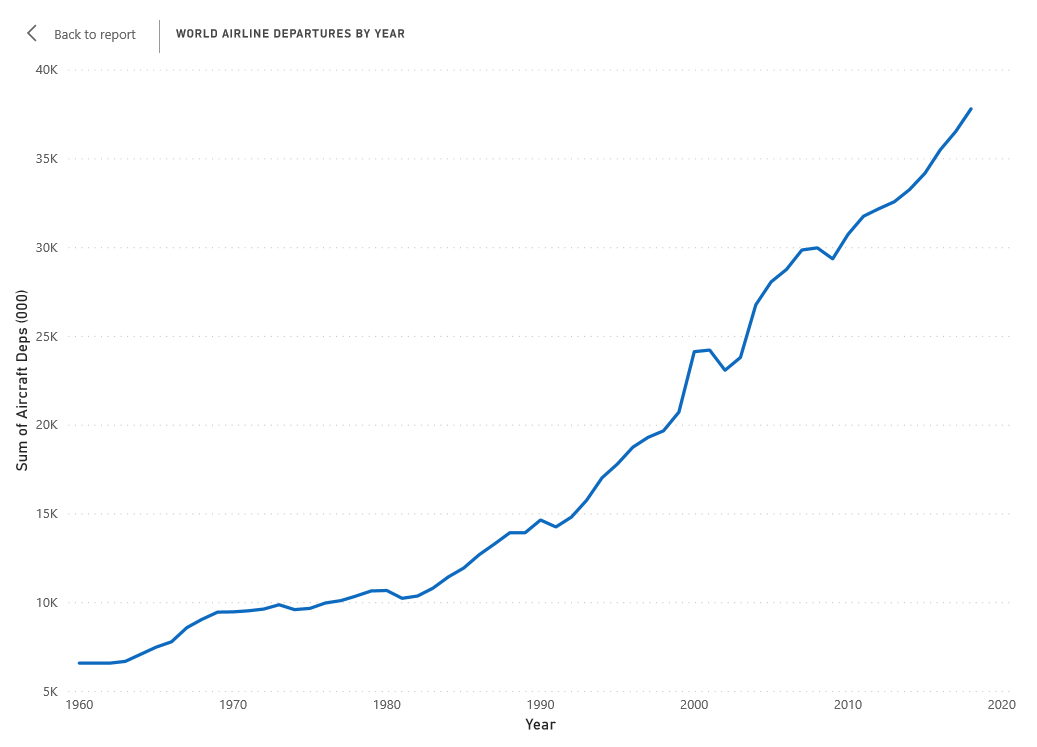 Back to report
WORLD AIRLINE DEPARTURES BY YEAR
40K
35K
30K
25K
20K
15K
10K
5K
Sum of Aircraft Deps (000)
1960 1970 1980 1990 2000 2010 2020
Year